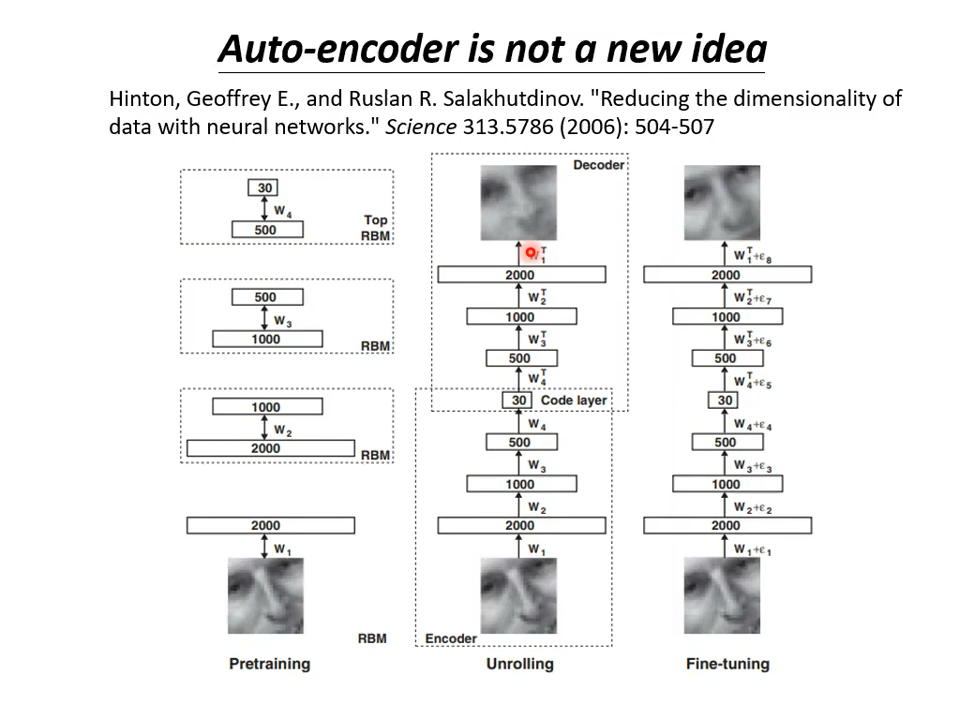 Auto-encoder is not a new idea
Hinton, Geoffrey E., and Ruslan R. Salakhutdinov. "Reducing the dimensionality of
data with neural networks." Science 313.5786 (2006): 504-507
30
W4
500
Top
RBM
500
W3
1000
RBM
1000
W2
2000
RBM
2000
W1
RBM
Pretraining
Decoder
2000
W2T
1000
W3T
500
W4T
30
Code layer
W4
500
W3
1000
W2
2000
W1
Encoder
Unrolling
W1T+ε8
2000
W2T+ε7
1000
W3T+ε6
500
W4T+ε5
30
W4+ε4
500
W3+ε3
1000
W2+ε2
2000
W1+ε1
Fine-tuning